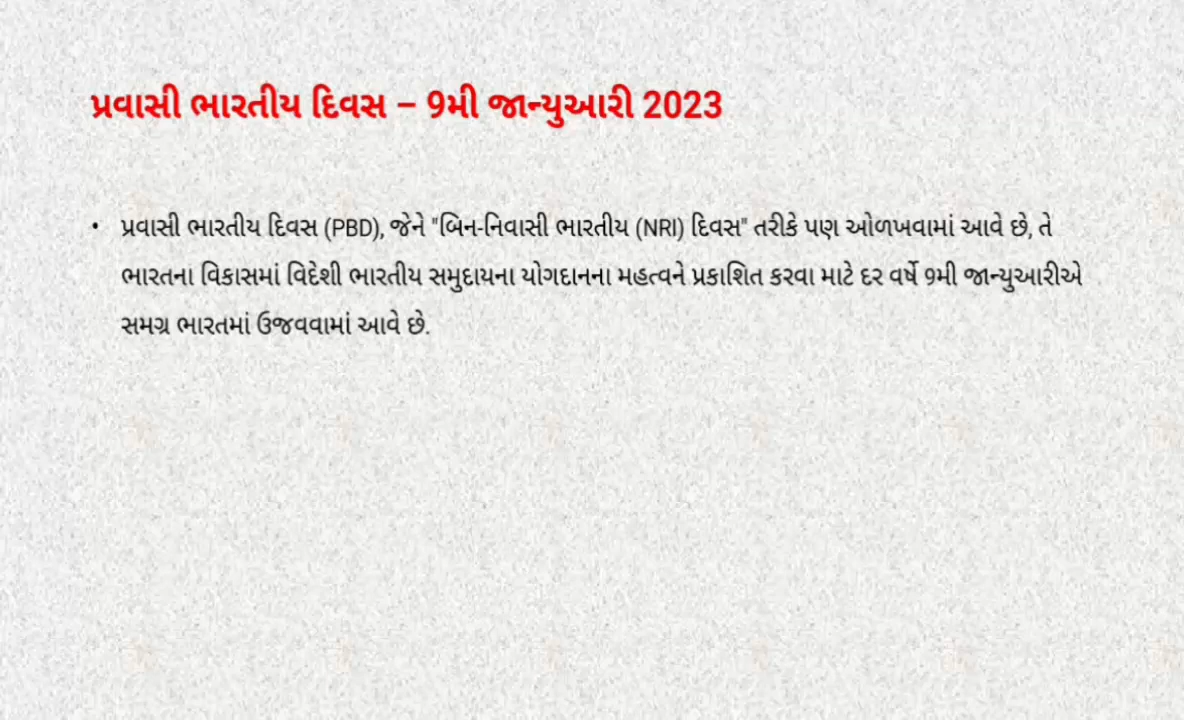 પ્રવાસી ભારતીય દિવસ – 9મી જાન્યુઆરી 2023
• પ્રવાસી ભારતીય દિવસ (PBD), જેને "બિન-નિવાસી ભારતીય (NRI) દિવસ" તરીકે પણ ઓળખવામાં આવે છે, તે
ભારતના વિકાસમાં વિદેશી ભારતીય સમુદાયના યોગદાનના મહત્વને પ્રકાશિત કરવા માટે દર વર્ષે 9મી જાન્યુઆરીએ
સમગ્ર ભારતમાં ઉજવવામાં આવે છે.